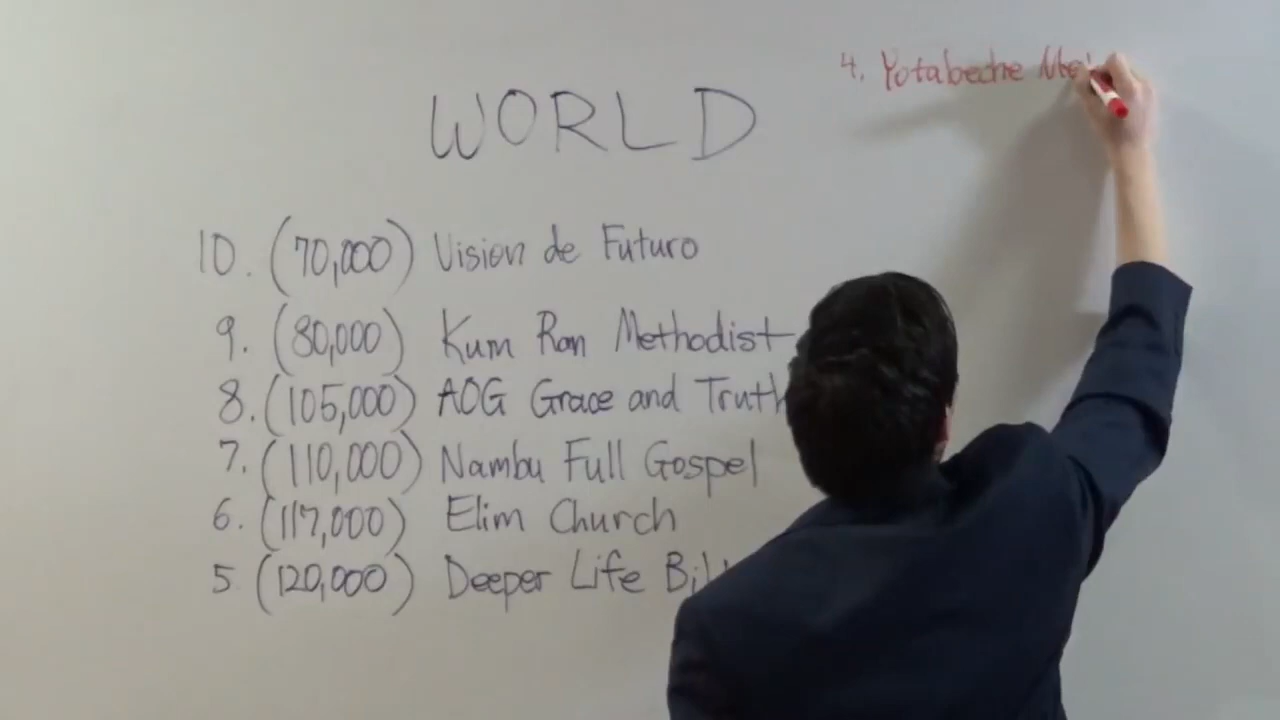 WORLD
4. Yotabeche
10. (70,000) Vision de Futuro
9. (80,000) Kum Ran Methodist
8. (105,000) AOG Grace and Truth
7. (110,000) Nambu Full Gospel
6. (117,000) Elim Church
5 (120,000) Deeper Life